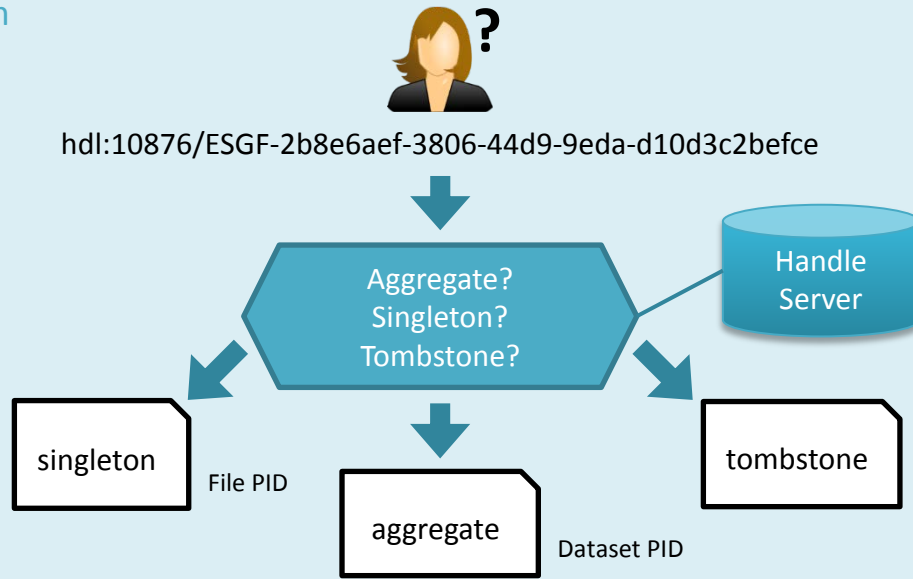 ?
hdl:10876/ESGF-2b8e6aef-3806-44d9-9eda-d10d3c2befce
Aggregate?
Singleton?
Tombstone?
Handle
Server
singleton
File PID
aggregate
Dataset PID
tombstone